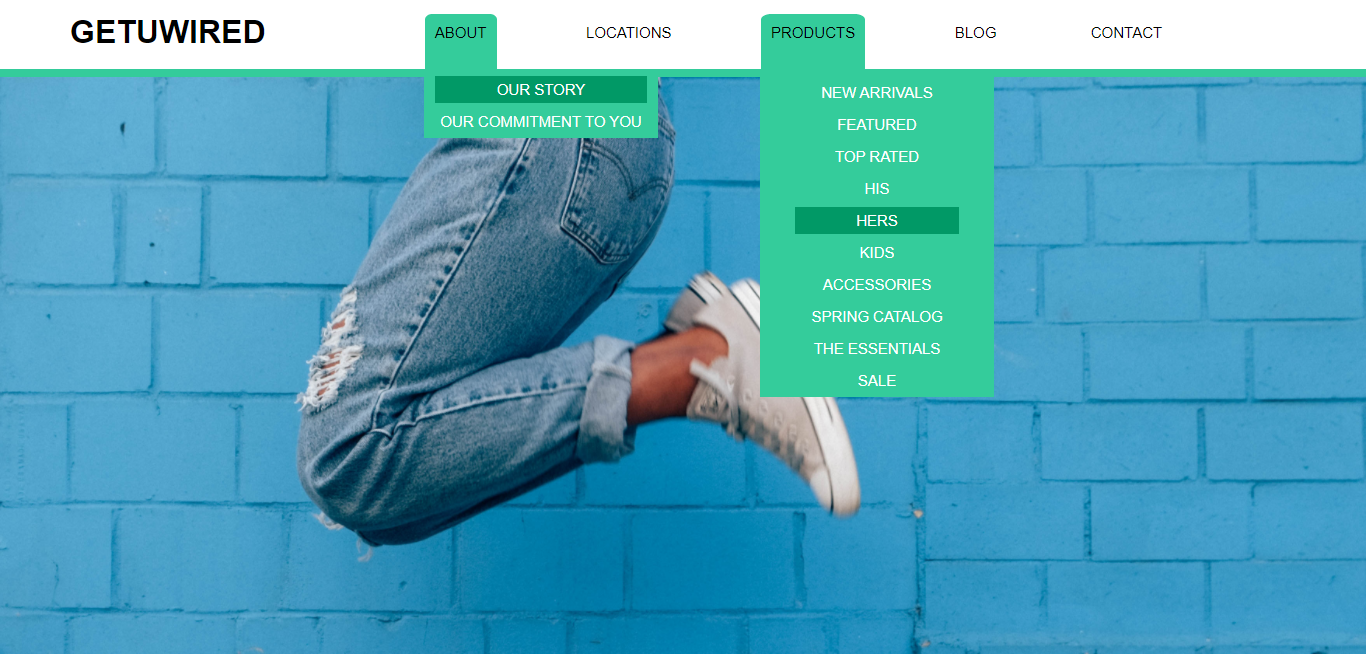 GETUWIRED
ABOUT
LOCATIONS
PRODUCTS
BLOG
CONTACT
OUR STORY
OUR COMMITMENT TO YOU
NEW ARRIVALS
FEATURED
TOP RATED
HIS
HERS
KIDS
ACCESSORIES
SPRING CATALOG
THE ESSENTIALS
SALE